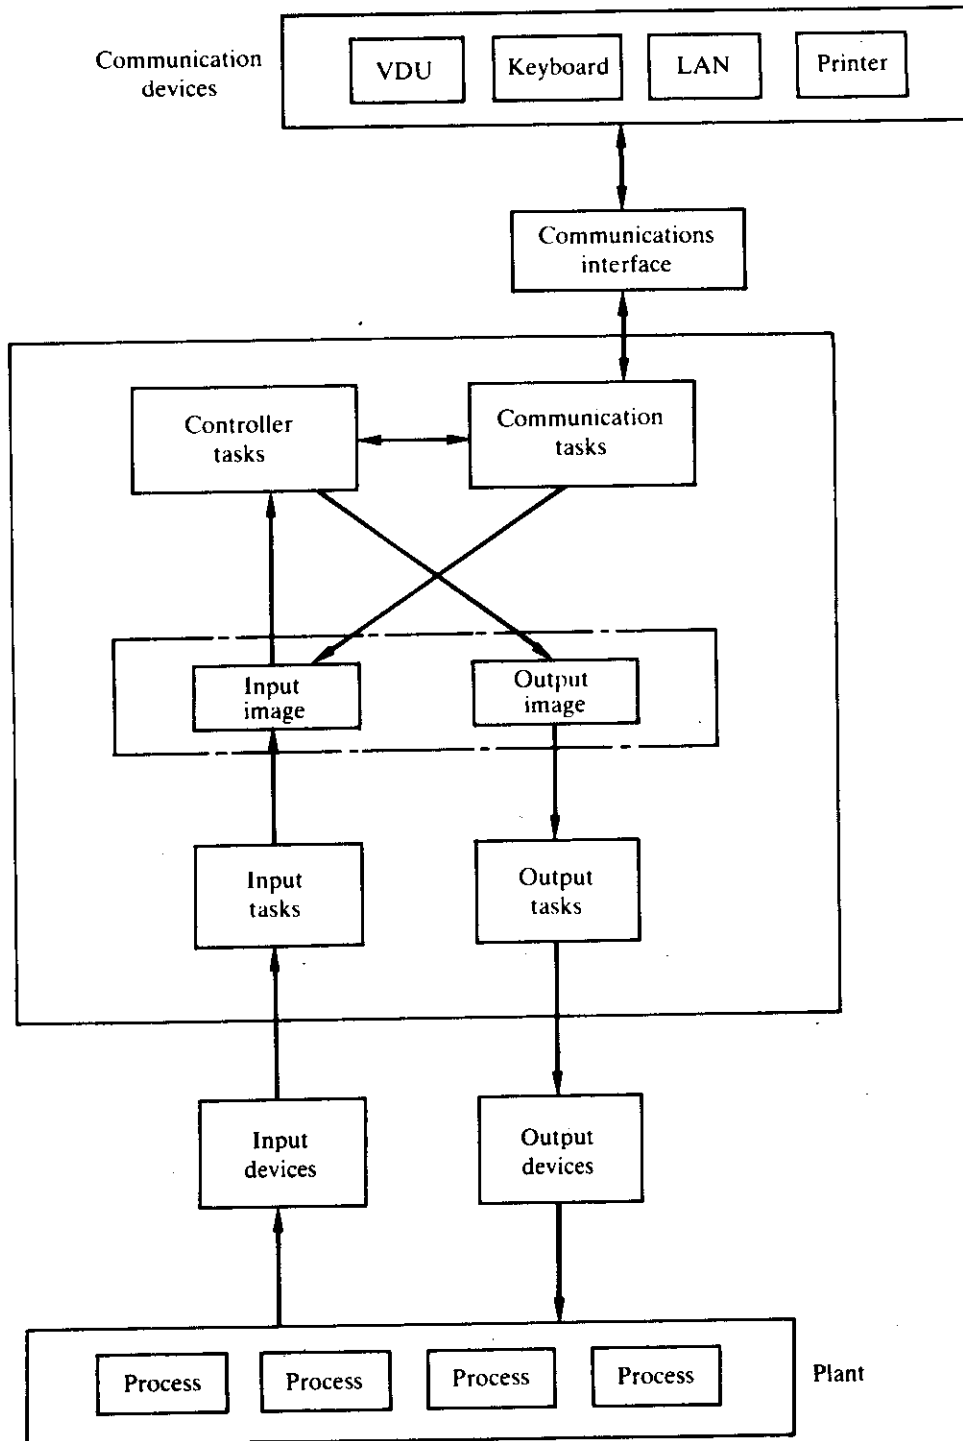 Communication
devices
VDU
Keyboard
LAN
Printer
Communications
interface
Controller
tasks
Communication
tasks
Input
image
Output
image
Input
tasks
Output
tasks
Input
devices
Output
devices
Process
Process
Process
Process
Plant